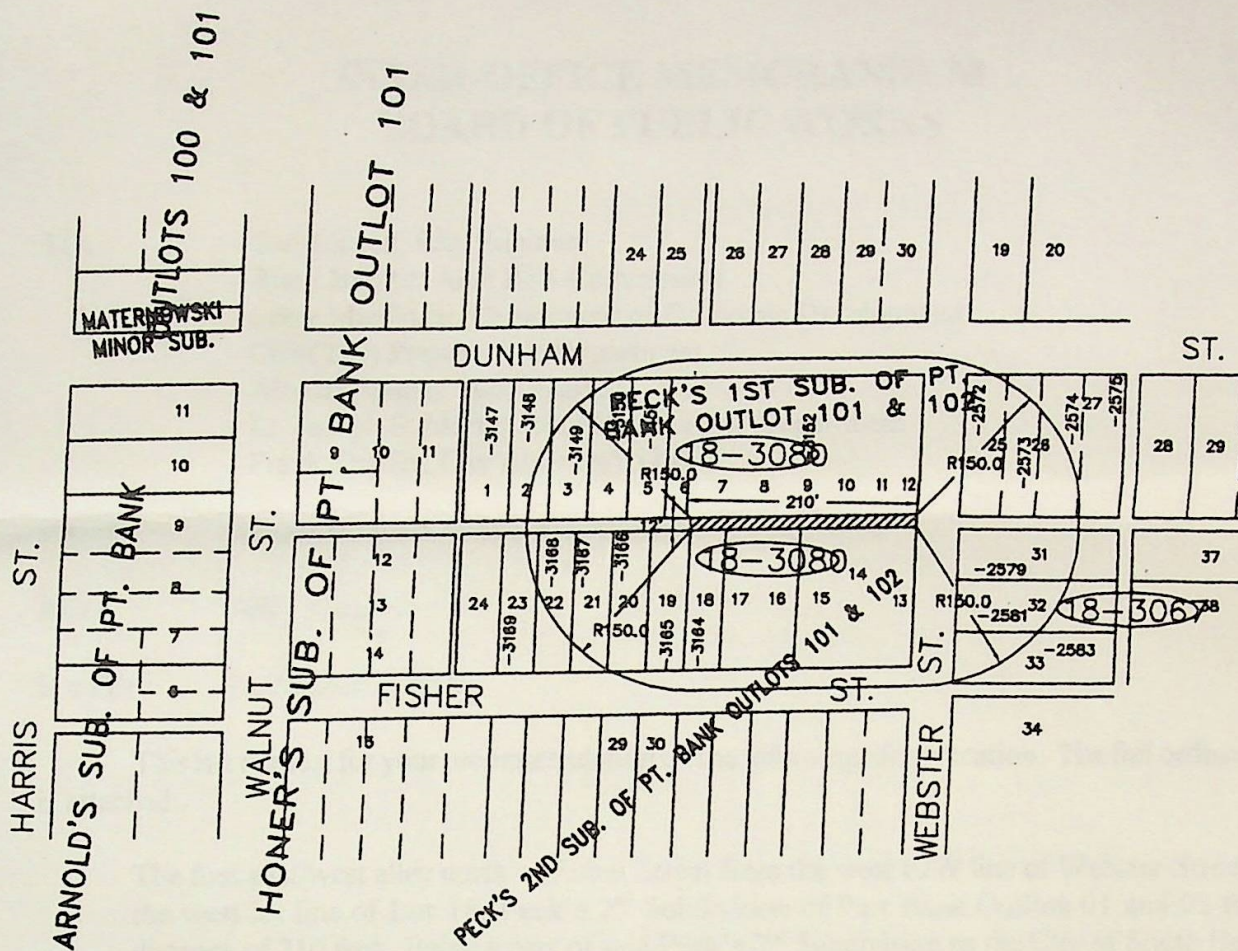 OUTLOTS 100 & 101
MATERNOWSKI
MINOR SUB.
BANK OUTLOT 101
24 25 26 27 28 29 30 19 20
DUNHAM ST.
PECK'S 1ST SUB. OF PT.
BANK OUTLOT 101 & 102
11
10
9
8
7
6
9 10 11
-3147
-3148
-3149
-3150
-3152
-2572
-2573
-2574
-2575
25 26 27
28 29
18-3080
R150.0
R150.0
1 2 3 4 5 6 7 8 9 10 11 12
210'
12'
18-3080
12
13
14
24 23 22 21 20 19 18 17 16 15 14 13
-3169
-3168
-3167
-3166
-3165
-3164
R150.0
R150.0
31
-2579
32
-2581
33
-2583
37
38
18-3067
34
FISHER ST.
15
29 30
HARRIS ST.
WALNUT ST.
WEBSTER ST.
ARNOLD'S SUB. OF PT. BANK
HONER'S SUB. OF PT.
PECK'S 2ND SUB. OF PT. BANK OUTLOTS 101 & 102